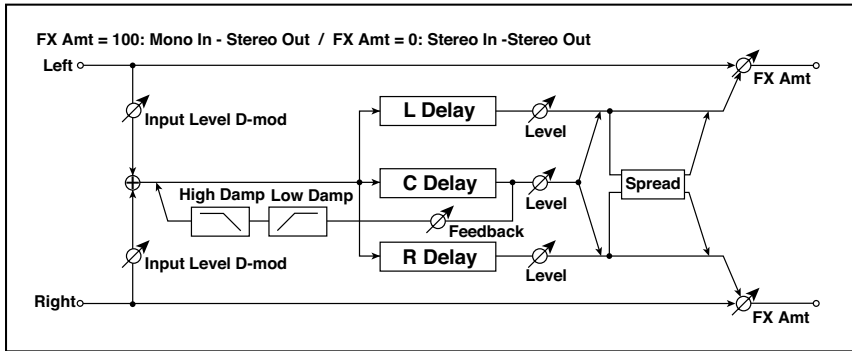 FX Amt = 100: Mono In - Stereo Out / FX Amt = 0: Stereo In -Stereo Out
Left
FX Amt
Input Level D-mod
L Delay
Level
High Damp
Low Damp
C Delay
Level
Spread
Feedback
Input Level D-mod
R Delay
Level
Right
FX Amt